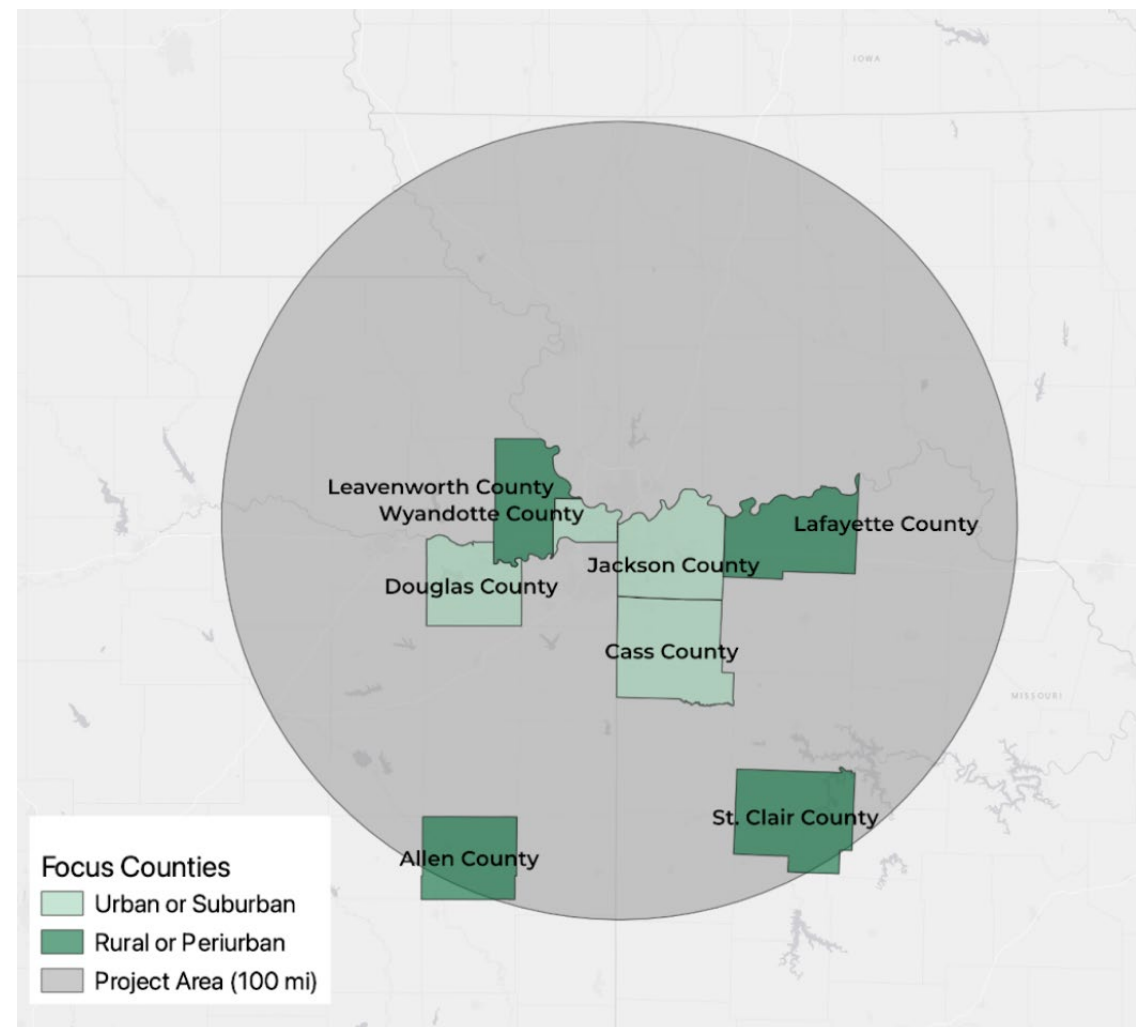 IOWA
Leavenworth County
Wyandotte County
Lafayette County
Jackson County
Douglas County
Cass County
MISSOURI
St. Clair County
Allen County
Focus Counties
Urban or Suburban
Rural or Periurban
Project Area (100 mi)